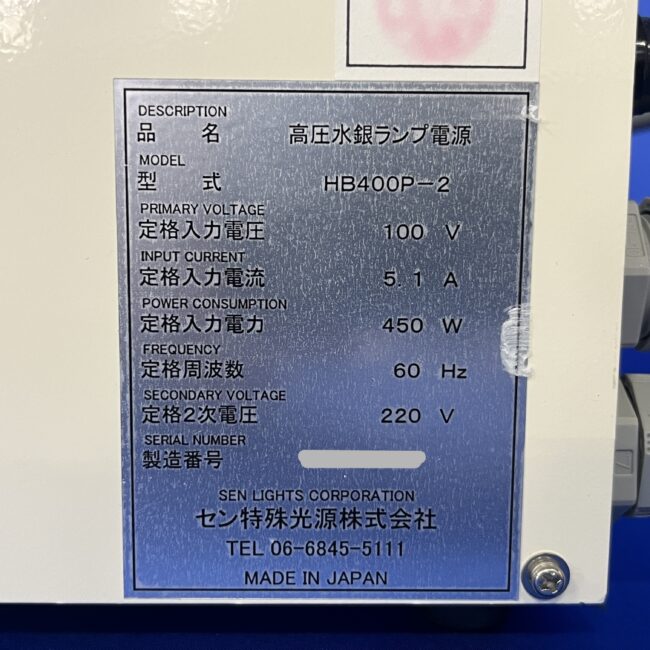 DESCRIPTION
品 名 高圧水銀ランプ電源
MODEL
型 式 HB400P-2
PRIMARY VOLTAGE
定格入力電圧 100 V
INPUT CURRENT
定格入力電流 5.1 A
POWER CONSUMPTION
定格入力電力 450 W
FREQUENCY
定格周波数 60 Hz
SECONDARY VOLTAGE
定格2次電圧 220 V
SERIAL NUMBER
製造番号
SEN LIGHTS CORPORATION
セン特殊光源株式会社
TEL 06-6845-5111
MADE IN JAPAN